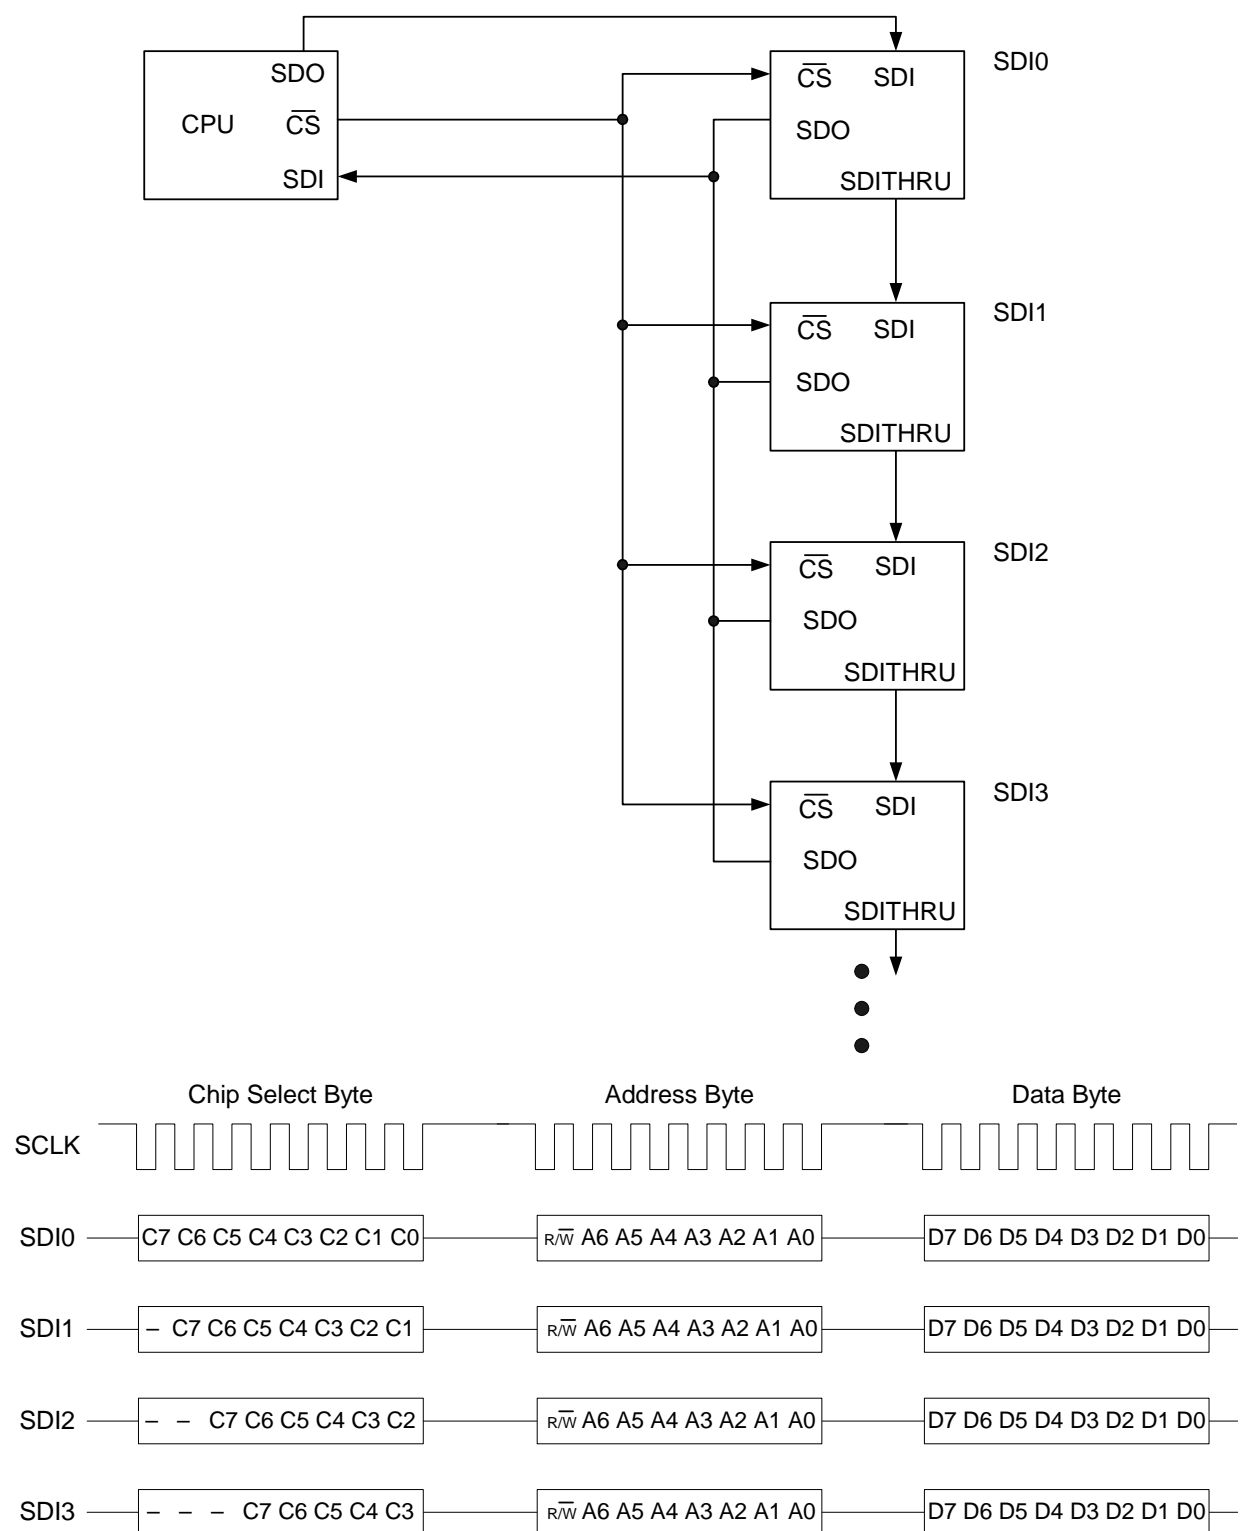 SDO
CPU
CS
SDI
SDI0
CS SDI
SDO
SDITHRU
SDI1
CS SDI
SDO
SDITHRU
SDI2
CS SDI
SDO
SDITHRU
SDI3
CS SDI
SDO
SDITHRU
Chip Select Byte Address Byte Data Byte
SCLK
SDI0 C7 C6 C5 C4 C3 C2 C1 C0 R/W A6 A5 A4 A3 A2 A1 A0 D7 D6 D5 D4 D3 D2 D1 D0
SDI1 – C7 C6 C5 C4 C3 C2 C1 R/W A6 A5 A4 A3 A2 A1 A0 D7 D6 D5 D4 D3 D2 D1 D0
SDI2 – – C7 C6 C5 C4 C3 C2 R/W A6 A5 A4 A3 A2 A1 A0 D7 D6 D5 D4 D3 D2 D1 D0
SDI3 – – – C7 C6 C5 C4 C3 R/W A6 A5 A4 A3 A2 A1 A0 D7 D6 D5 D4 D3 D2 D1 D0